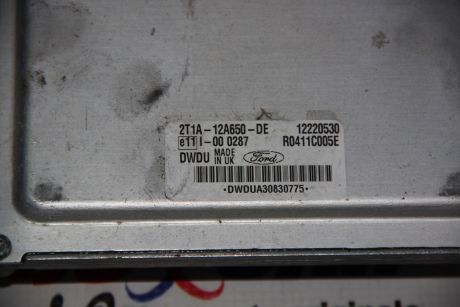 2T1A-12A650-DE 12220530
e11 I-00 0287 R0411C005E
DWDU MADE IN UK Ford
·DWDUA30830775·